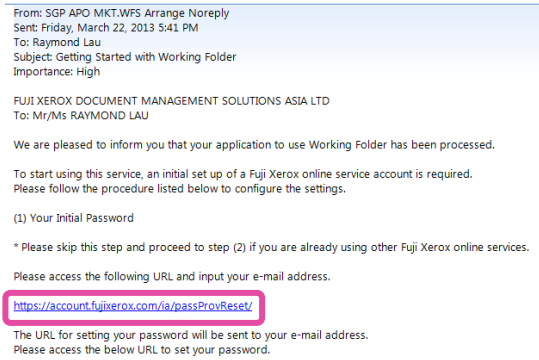 From: SGP APO MKT.WFS Arrange Noreply
Sent: Friday, March 22, 2013 5:41 PM
To: Raymond Lau
Subject: Getting Started with Working Folder
Importance: High
FUJI XEROX DOCUMENT MANAGEMENT SOLUTIONS ASIA LTD
To: Mr/Ms RAYMOND LAU
We are pleased to inform you that your application to use Working Folder has been processed.
To start using this service, an initial set up of a Fuji Xerox online service account is required.
Please follow the procedure listed below to configure the settings.
(1) Your Initial Password
* Please skip this step and proceed to step (2) if you are already using other Fuji Xerox online services.
Please access the following URL and input your e-mail address.
https://account.fujixerox.com/ia/passProvReset/
The URL for setting your password will be sent to your e-mail address.
Please access the below URL to set your password.